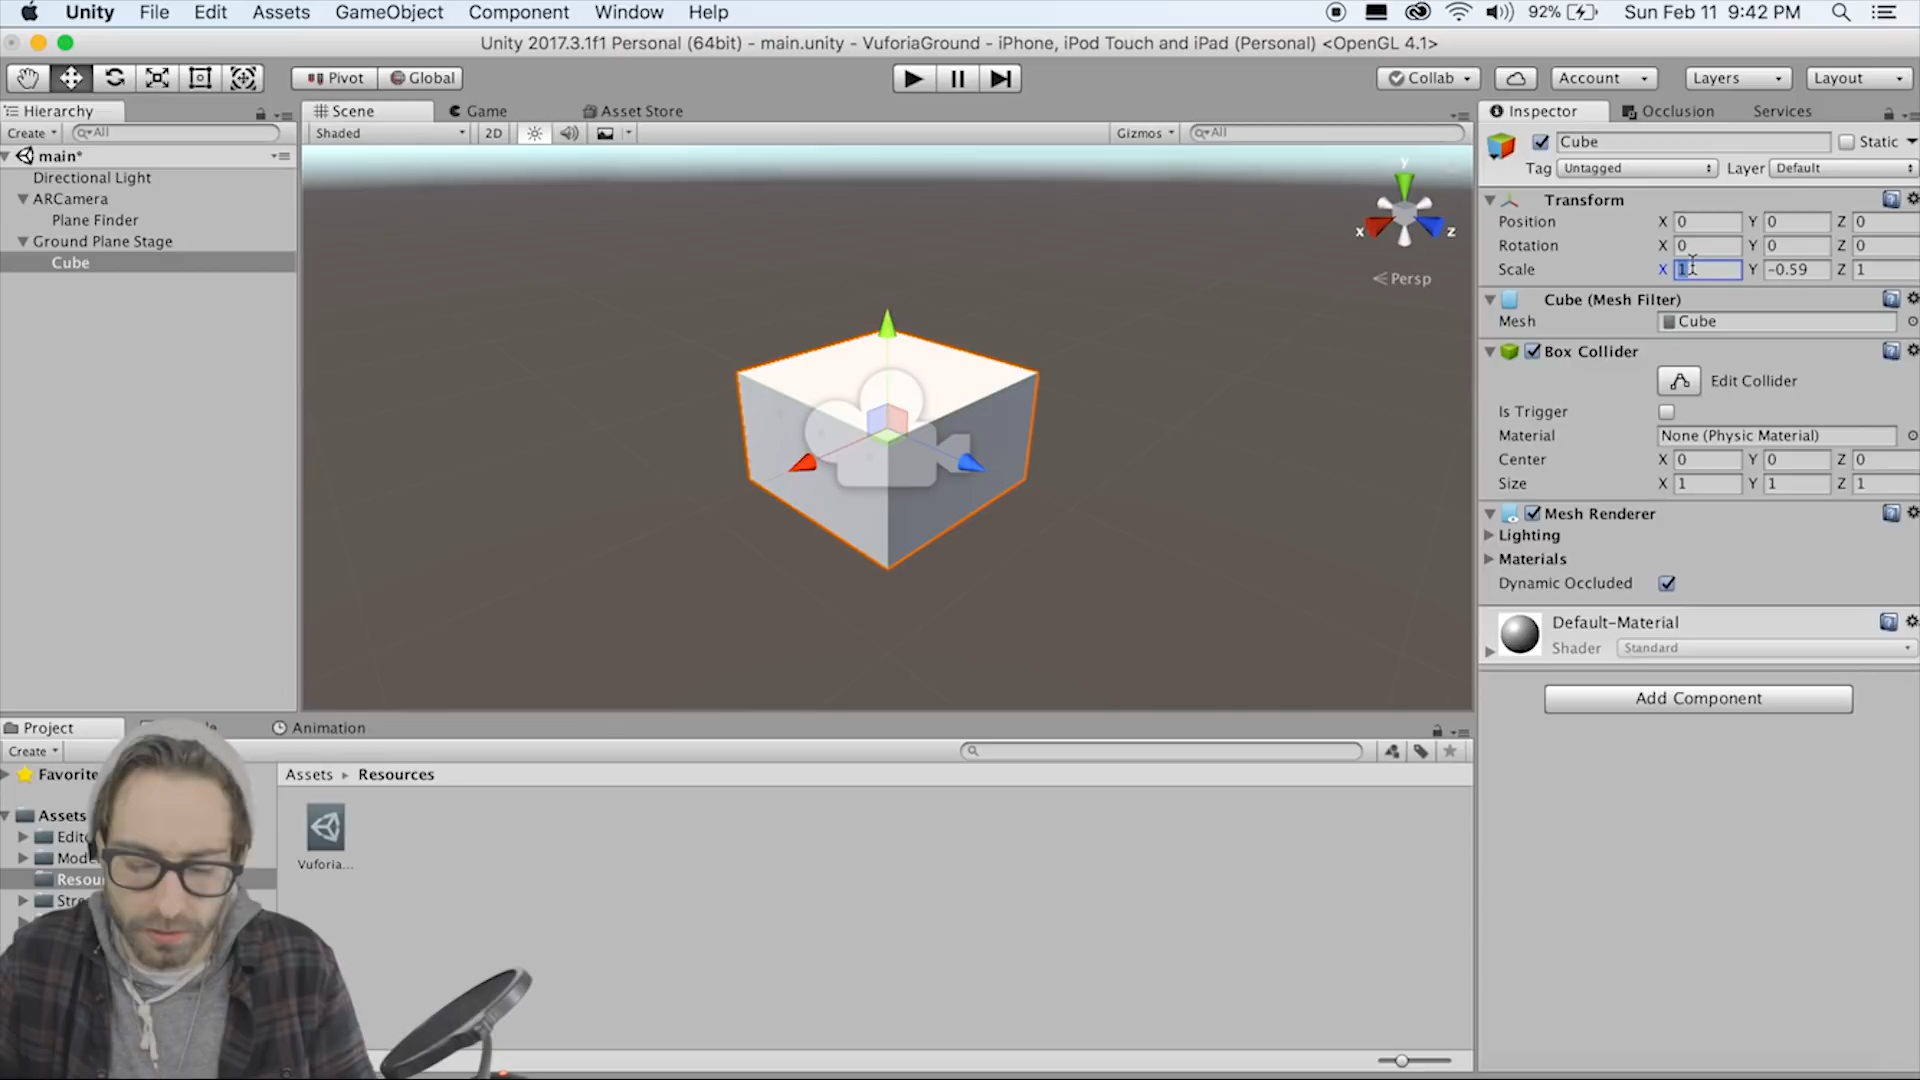 Unity File Edit Assets GameObject Component Window Help 92% Sun Feb 11 9:42 PM
Unity 2017.3.1f1 Personal (64bit) - main.unity - VuforiaGround - iPhone, iPod Touch and iPad (Personal) <OpenGL 4.1>
Pivot Global Collab Account Layers Layout
Hierarchy Scene Game Asset Store Inspector Occlusion Services
Create All Shaded 2D Gizmos All
Cube Static
main*
Tag Untagged Layer Default
Directional Light
ARCamera
Plane Finder
Ground Plane Stage
Cube
y
x z
Persp
Transform
Position X 0 Y 0 Z 0
Rotation X 0 Y 0 Z 0
Scale X 1 Y -0.59 Z 1
Cube (Mesh Filter)
Mesh Cube
Box Collider
Edit Collider
Is Trigger
Material None (Physic Material)
Center X 0 Y 0 Z 0
Size X 1 Y 1 Z 1
Mesh Renderer
Lighting
Materials
Dynamic Occluded
Default-Material
Shader Standard
Add Component
Project Animation
Create
Assets Resources
Assets
Vuforia...